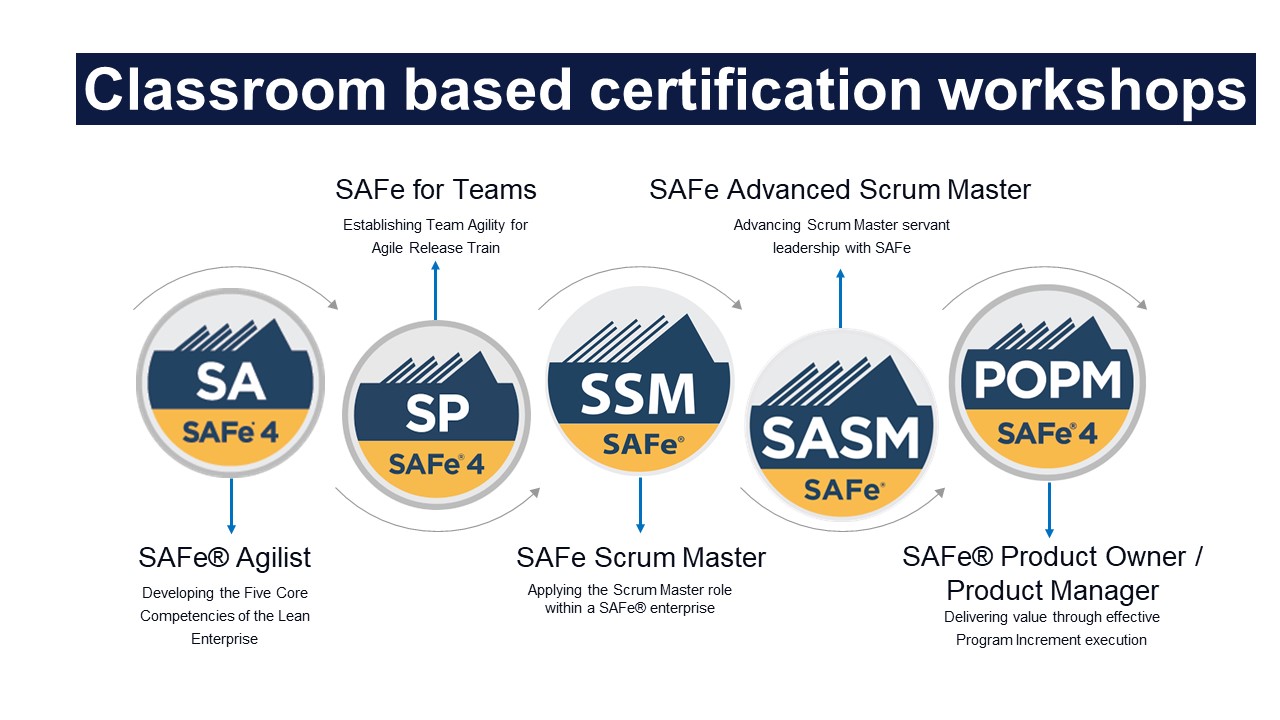 Classroom based certification workshops
SAFe for Teams
Establishing Team Agility for
Agile Release Train
SAFe Advanced Scrum Master
Advancing Scrum Master servant
leadership with SAFe
SA
SAFe® 4
SP
SAFe® 4
SSM
SAFe®
SASM
SAFe®
POPM
SAFe® 4
SAFe® Agilist
Developing the Five Core
Competencies of the Lean
Enterprise
SAFe Scrum Master
Applying the Scrum Master role
within a SAFe® enterprise
SAFe® Product Owner /
Product Manager
Delivering value through effective
Program Increment execution